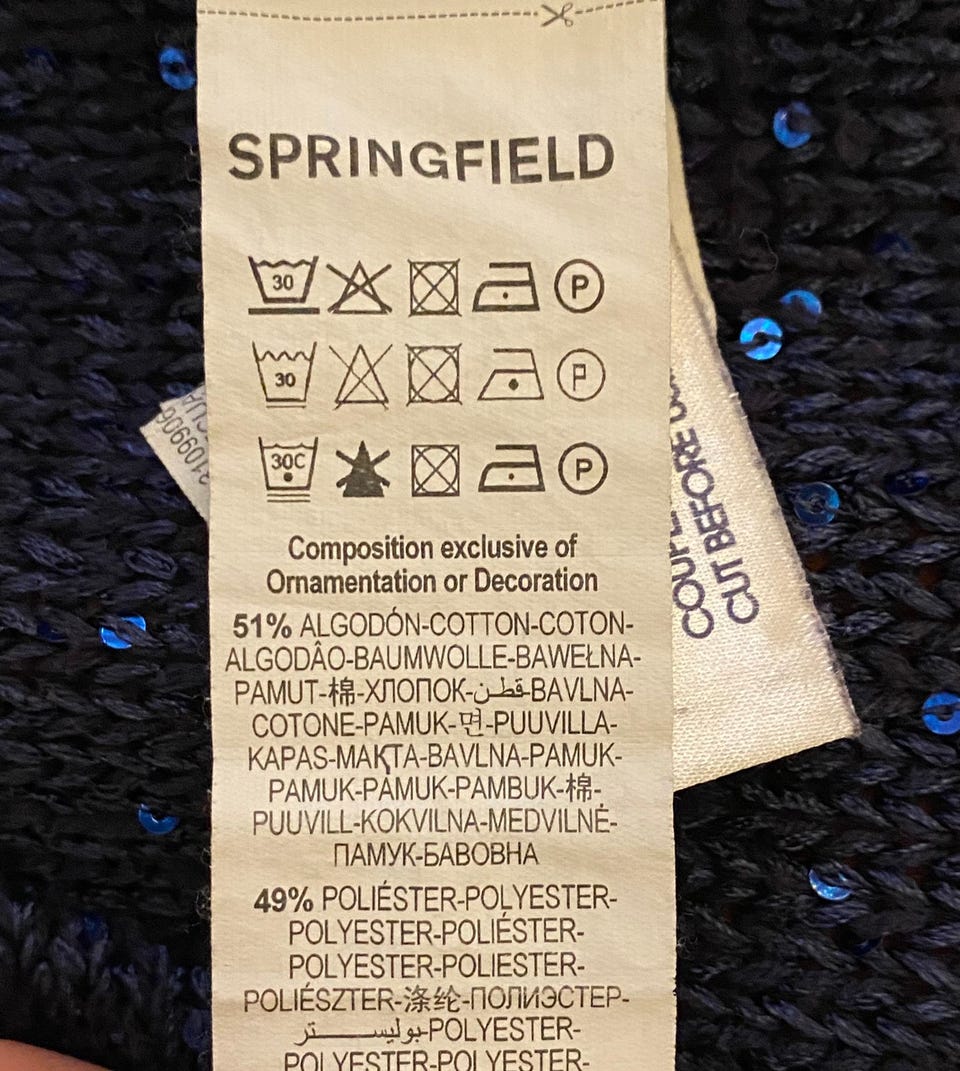 SPRINGFIELD
30 P
30 P
30C P
Composition exclusive of
Ornamentation or Decoration
51% ALGODÓN-COTTON-COTON-
ALGODÂO-BAUMWOLLE-BAWEŁNA-
PAMUT-棉-ХЛОПОК-قطن-BAVLNA-
COTONE-PAMUK-면-PUUVILLA-
KAPAS-МАҚТА-BAVLNA-PAMUK-
PAMUK-PAMUK-PAMBUK-棉-
PUUVILL-KOKVILNA-MEDVILNĖ-
ПАМУК-БАВОВНА
49% POLIÉSTER-POLYESTER-
POLYESTER-POLIÉSTER-
POLYESTER-POLIESTER-
POLIÉSZTER-涤纶-ПОЛИЭСТЕР-
بوليستر-POLYESTER-
POLYESTER-POLYESTER-
CUT BEFORE